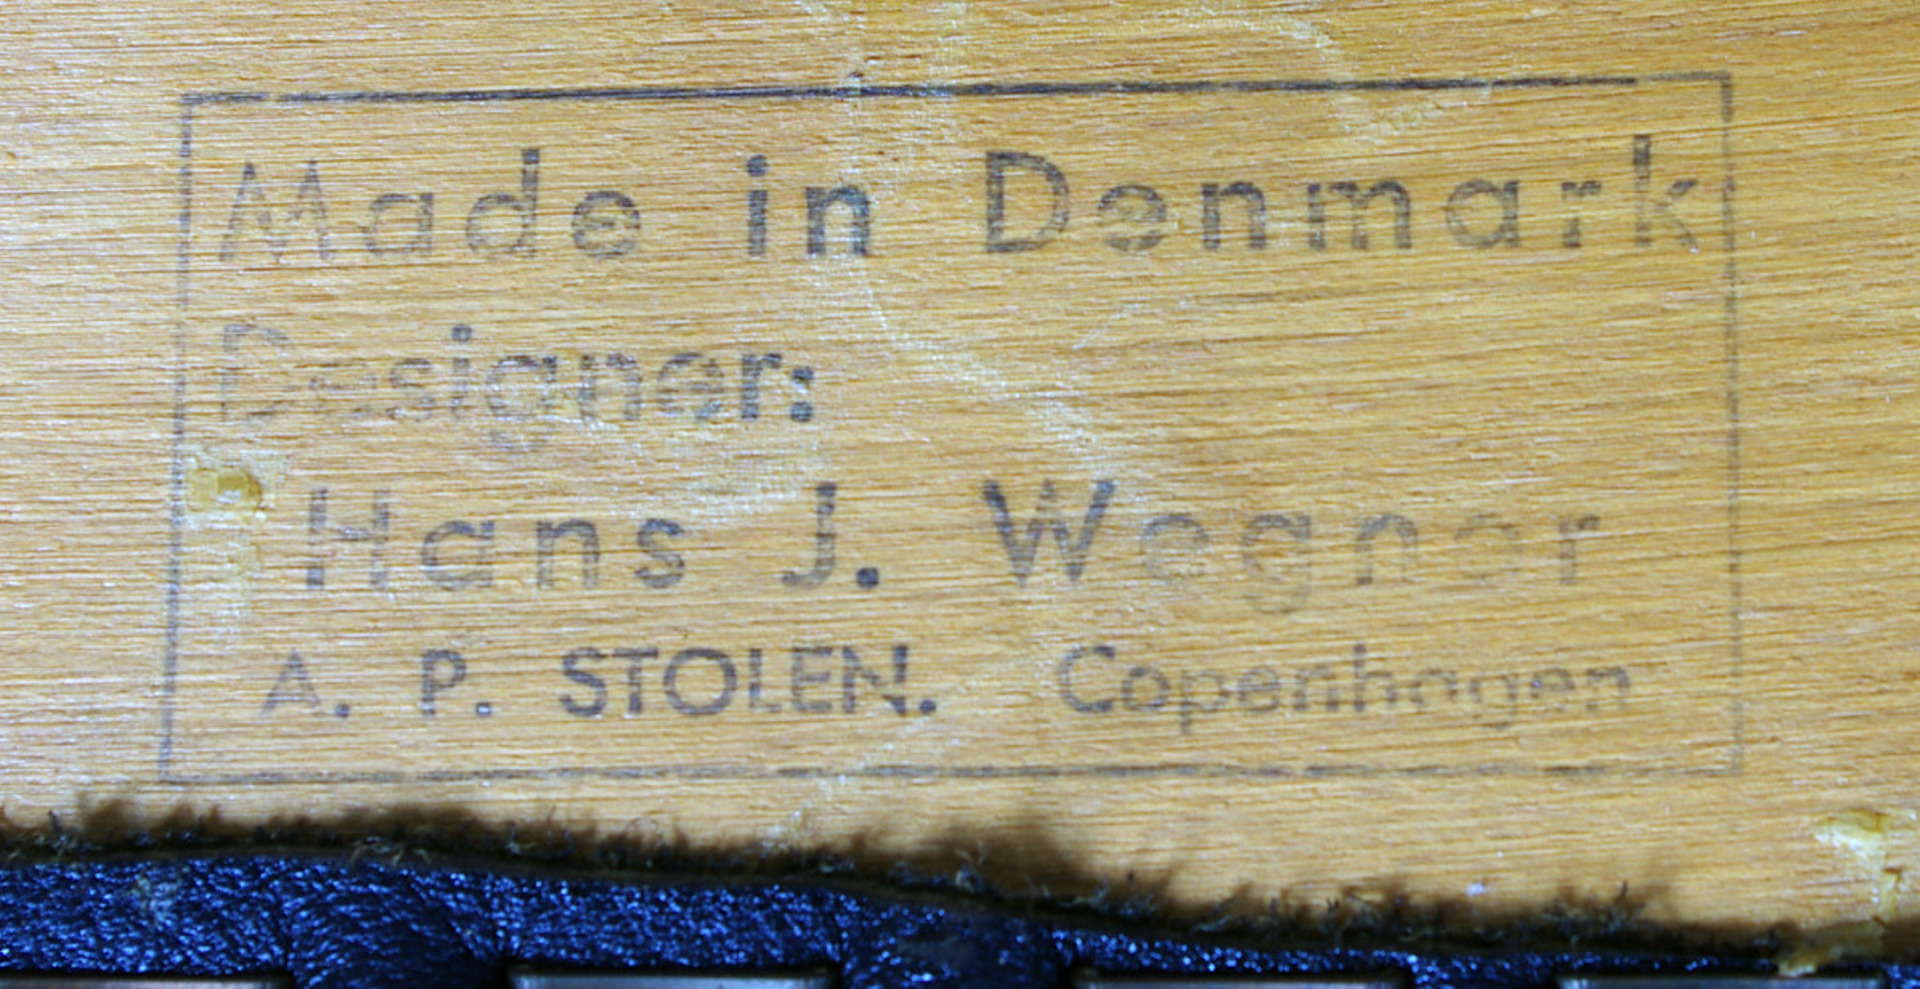 Made in Denmark
Designer:
Hans J. Wegner
A. P. STOLEN. Copenhagen